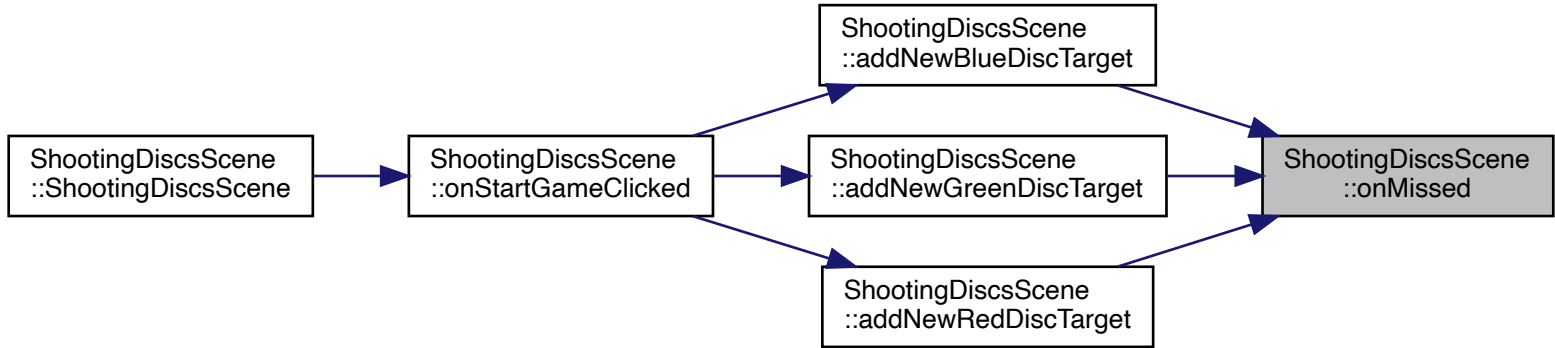 ShootingDiscsScene
::ShootingDiscsScene
ShootingDiscsScene
::onStartGameClicked
ShootingDiscsScene
::addNewBlueDiscTarget
ShootingDiscsScene
::addNewGreenDiscTarget
ShootingDiscsScene
::addNewRedDiscTarget
ShootingDiscsScene
::onMissed